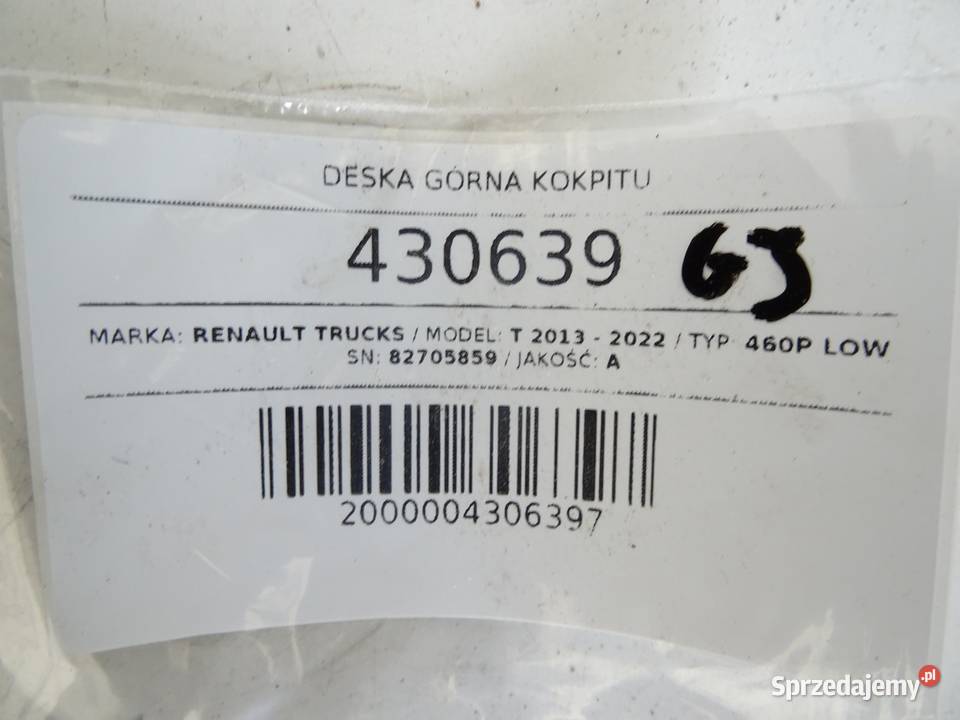 DESKA GÓRNA KOKPITU
430639 GJ
MARKA: RENAULT TRUCKS / MODEL: T 2013 - 2022 / TYP: 460P LOW
SN: 82705859 / JAKOŚĆ: A
2000004306397
Sprzedajemy.pl